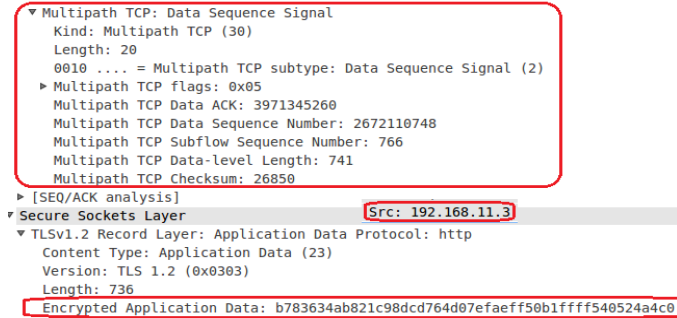 ▼ Multipath TCP: Data Sequence Signal
Kind: Multipath TCP (30)
Length: 20
0010 .... = Multipath TCP subtype: Data Sequence Signal (2)
▶ Multipath TCP flags: 0x05
Multipath TCP Data ACK: 3971345260
Multipath TCP Data Sequence Number: 2672110748
Multipath TCP Subflow Sequence Number: 766
Multipath TCP Data-level Length: 741
Multipath TCP Checksum: 26850
▶ [SEQ/ACK analysis]
▼ Secure Sockets Layer
Src: 192.168.11.3
▼ TLSv1.2 Record Layer: Application Data Protocol: http
Content Type: Application Data (23)
Version: TLS 1.2 (0x0303)
Length: 736
Encrypted Application Data: b783634ab821c98dcd764d07efaeff50b1ffff540524a4c0